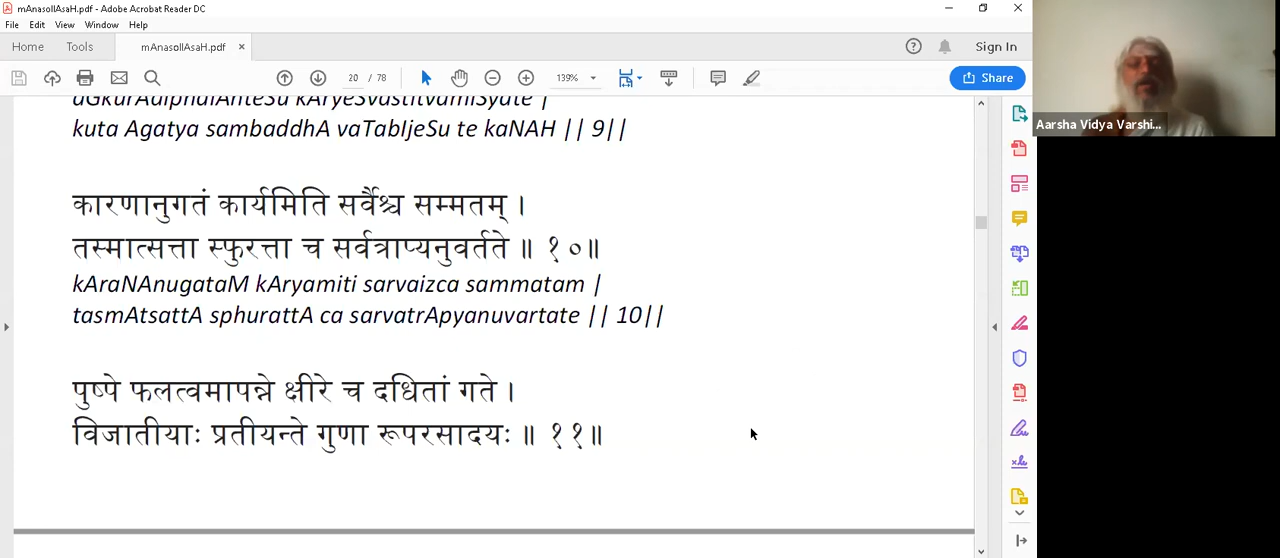 mAnasollAsaH.pdf - Adobe Acrobat Reader DC
File Edit View Window Help
Home Tools mAnasollAsaH.pdf × Sign In
20 / 78 139% Share
Aarsha Vidya Varshi...
aGkurAdiphalAnteSu kAryeSvastitvamiSyate |
kuta Agatya sambaddhA vaTabIjeSu te kaNAH || 9||
कारणानुगतं कार्यमिति सर्वैश्च सम्मतम् ।
तस्मात्सत्ता स्फुरत्ता च सर्वत्राप्यनुवर्तते ॥ १०॥
kAraNAnugataM kAryamiti sarvaizca sammatam |
tasmAtsattA sphurattA ca sarvatrApyanuvartate || 10||
पुष्पे फलत्वमापन्ने क्षीरे च दधितां गते ।
विजातीयाः प्रतीयन्ते गुणा रूपरसादयः ॥ ११॥